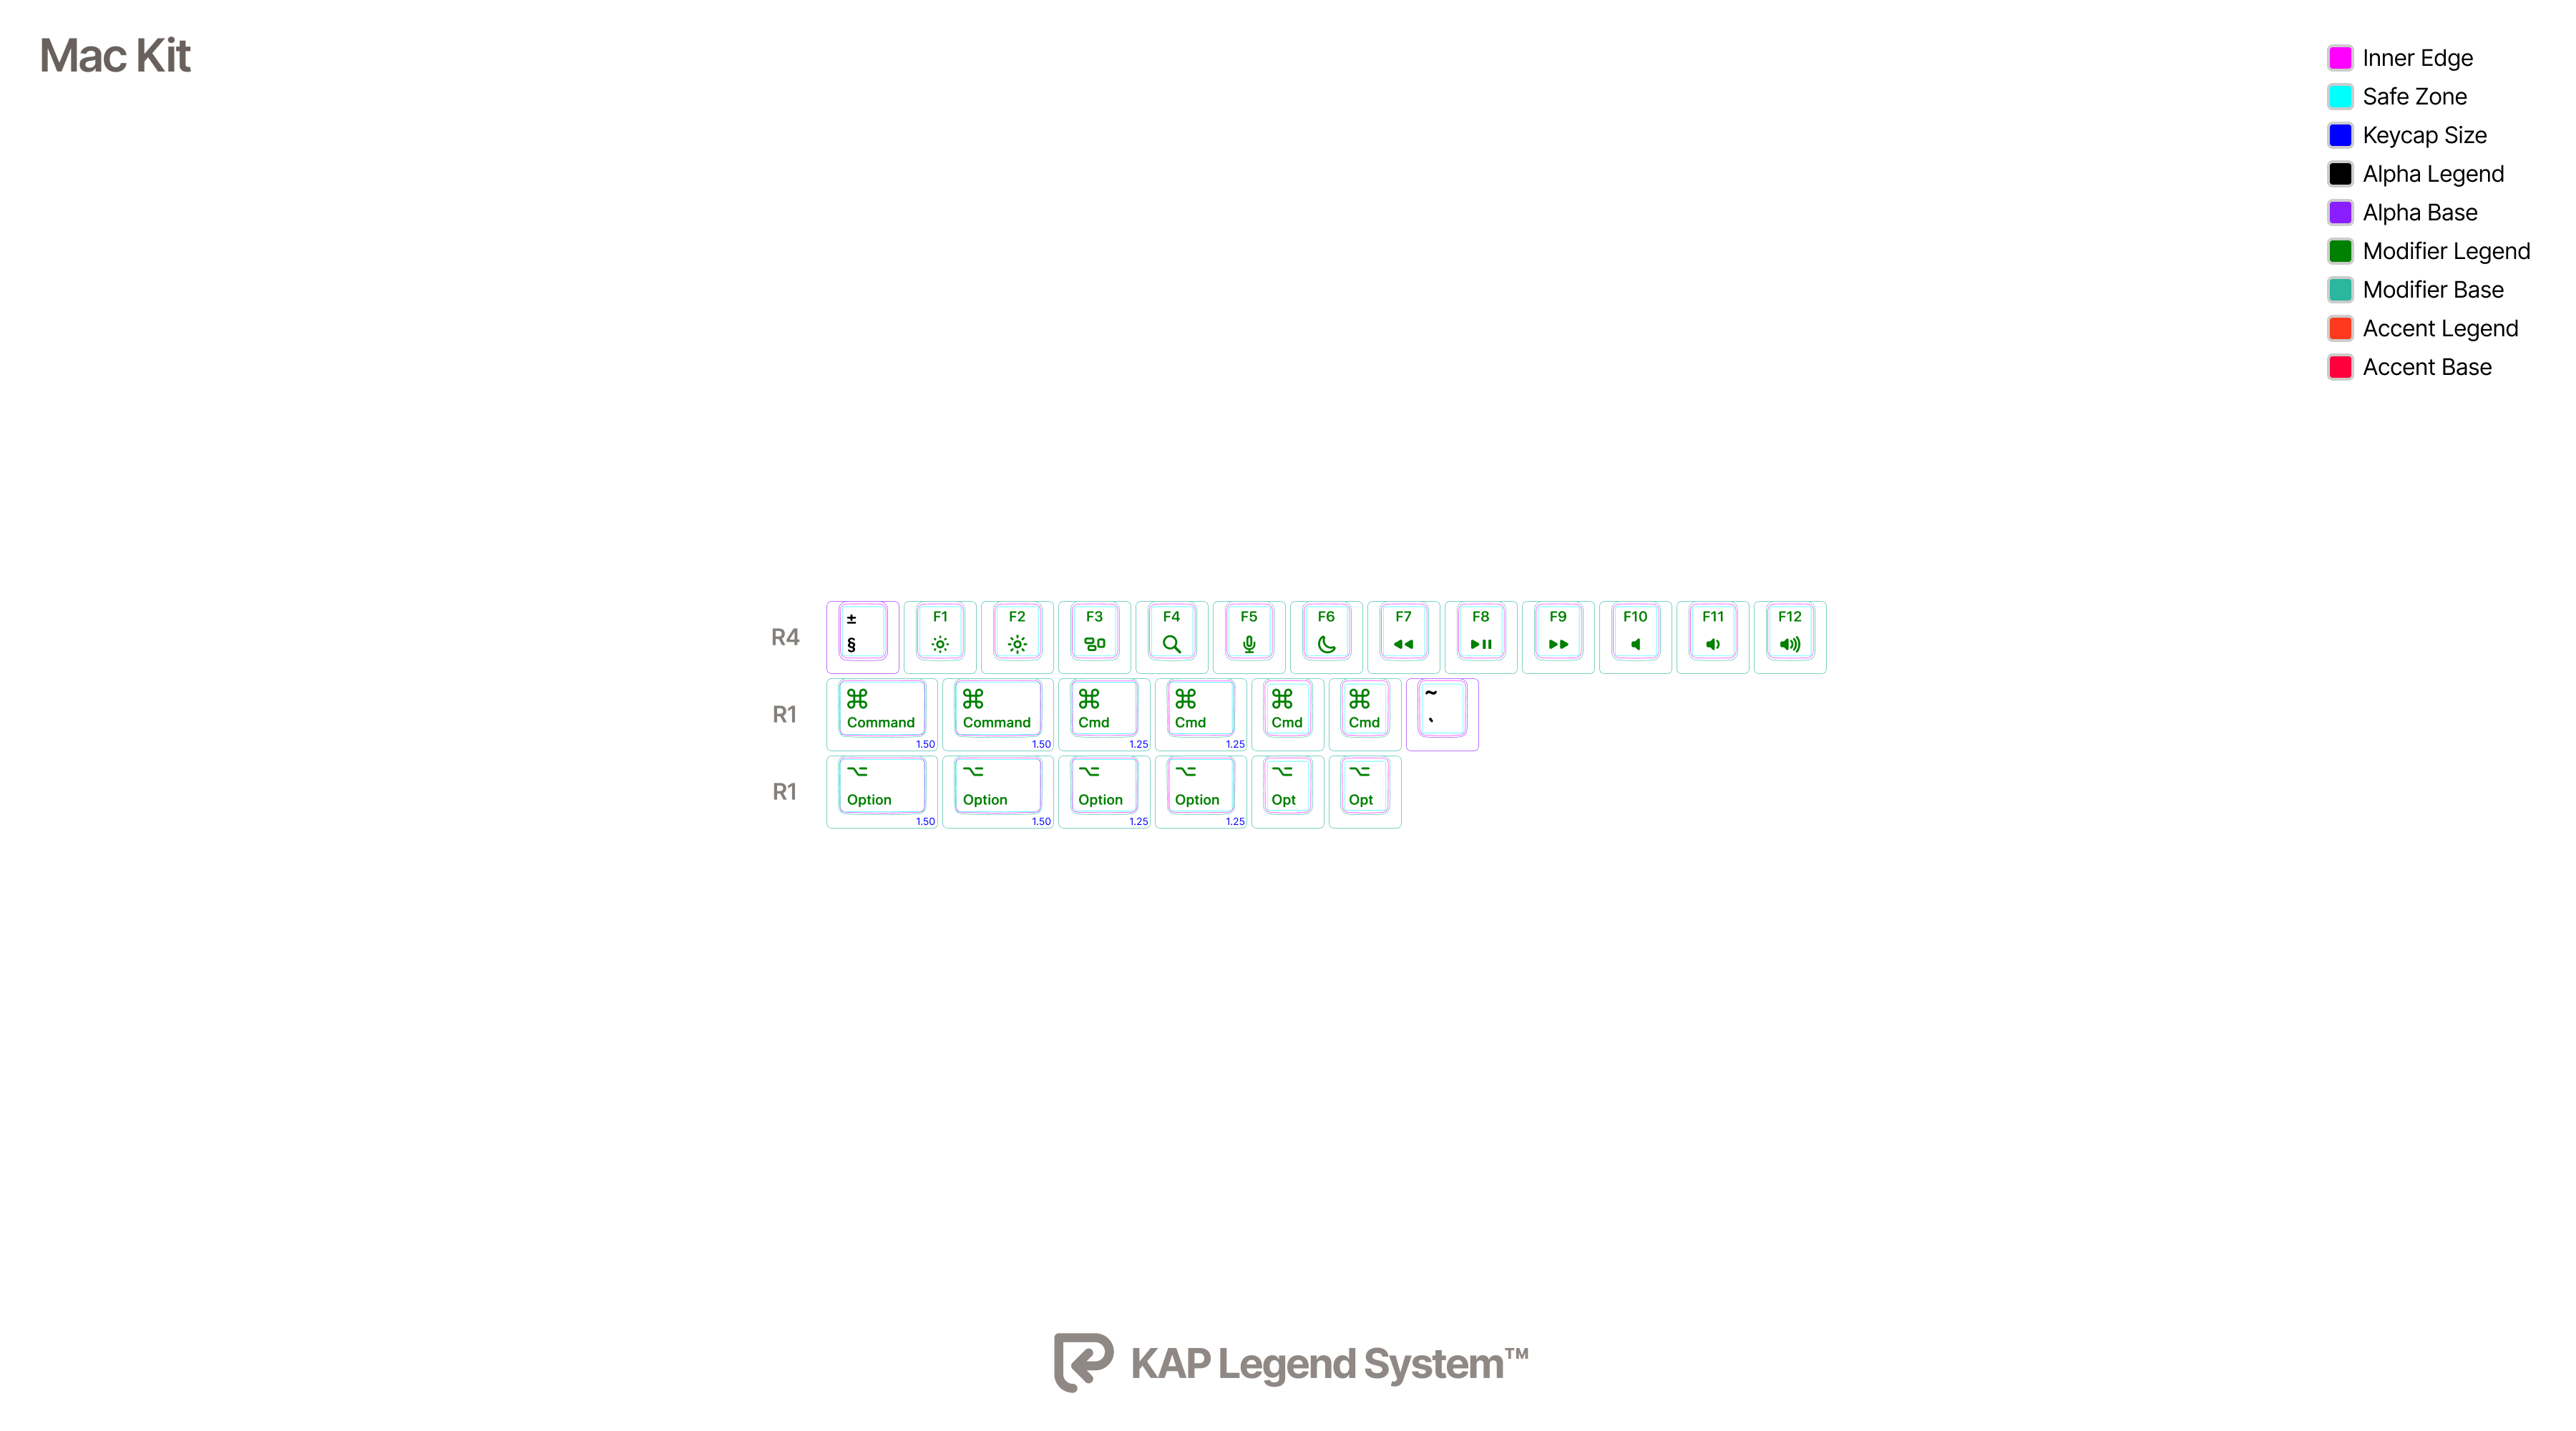 Mac Kit
Inner Edge
Safe Zone
Keycap Size
Alpha Legend
Alpha Base
Modifier Legend
Modifier Base
Accent Legend
Accent Base
R4 ± § F1 F2 F3 F4 F5 F6 F7 F8 F9 F10 F11 F12
R1 ⌘ Command 1.50 ⌘ Command 1.50 ⌘ Cmd 1.25 ⌘ Cmd 1.25 ⌘ Cmd ⌘ Cmd ~ `
R1 ⌥ Option 1.50 ⌥ Option 1.50 ⌥ Option 1.25 ⌥ Option 1.25 ⌥ Opt ⌥ Opt
KAP Legend System™